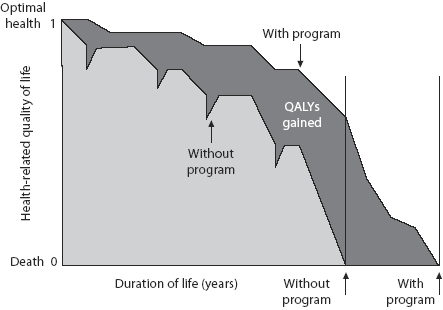 Optimal
health
1
With program
QALYs
gained
Without
program
Health-related quality of life
Death 0
Duration of life (years)
Without
program
With
program